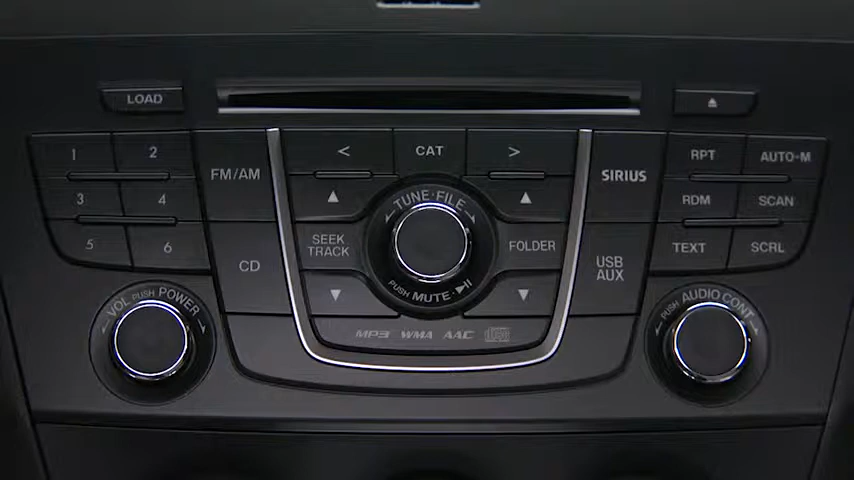 LOAD
1 2
3 4
5 6
FM/AM
CD
< CAT >
TUNE·FILE
SEEK
TRACK
FOLDER
PUSH MUTE·
MP3 WMA AAC
SIRIUS
USB
AUX
RPT AUTO-M
RDM SCAN
TEXT SCRL
VOL PUSH POWER
AUDIO CONT
PUSH